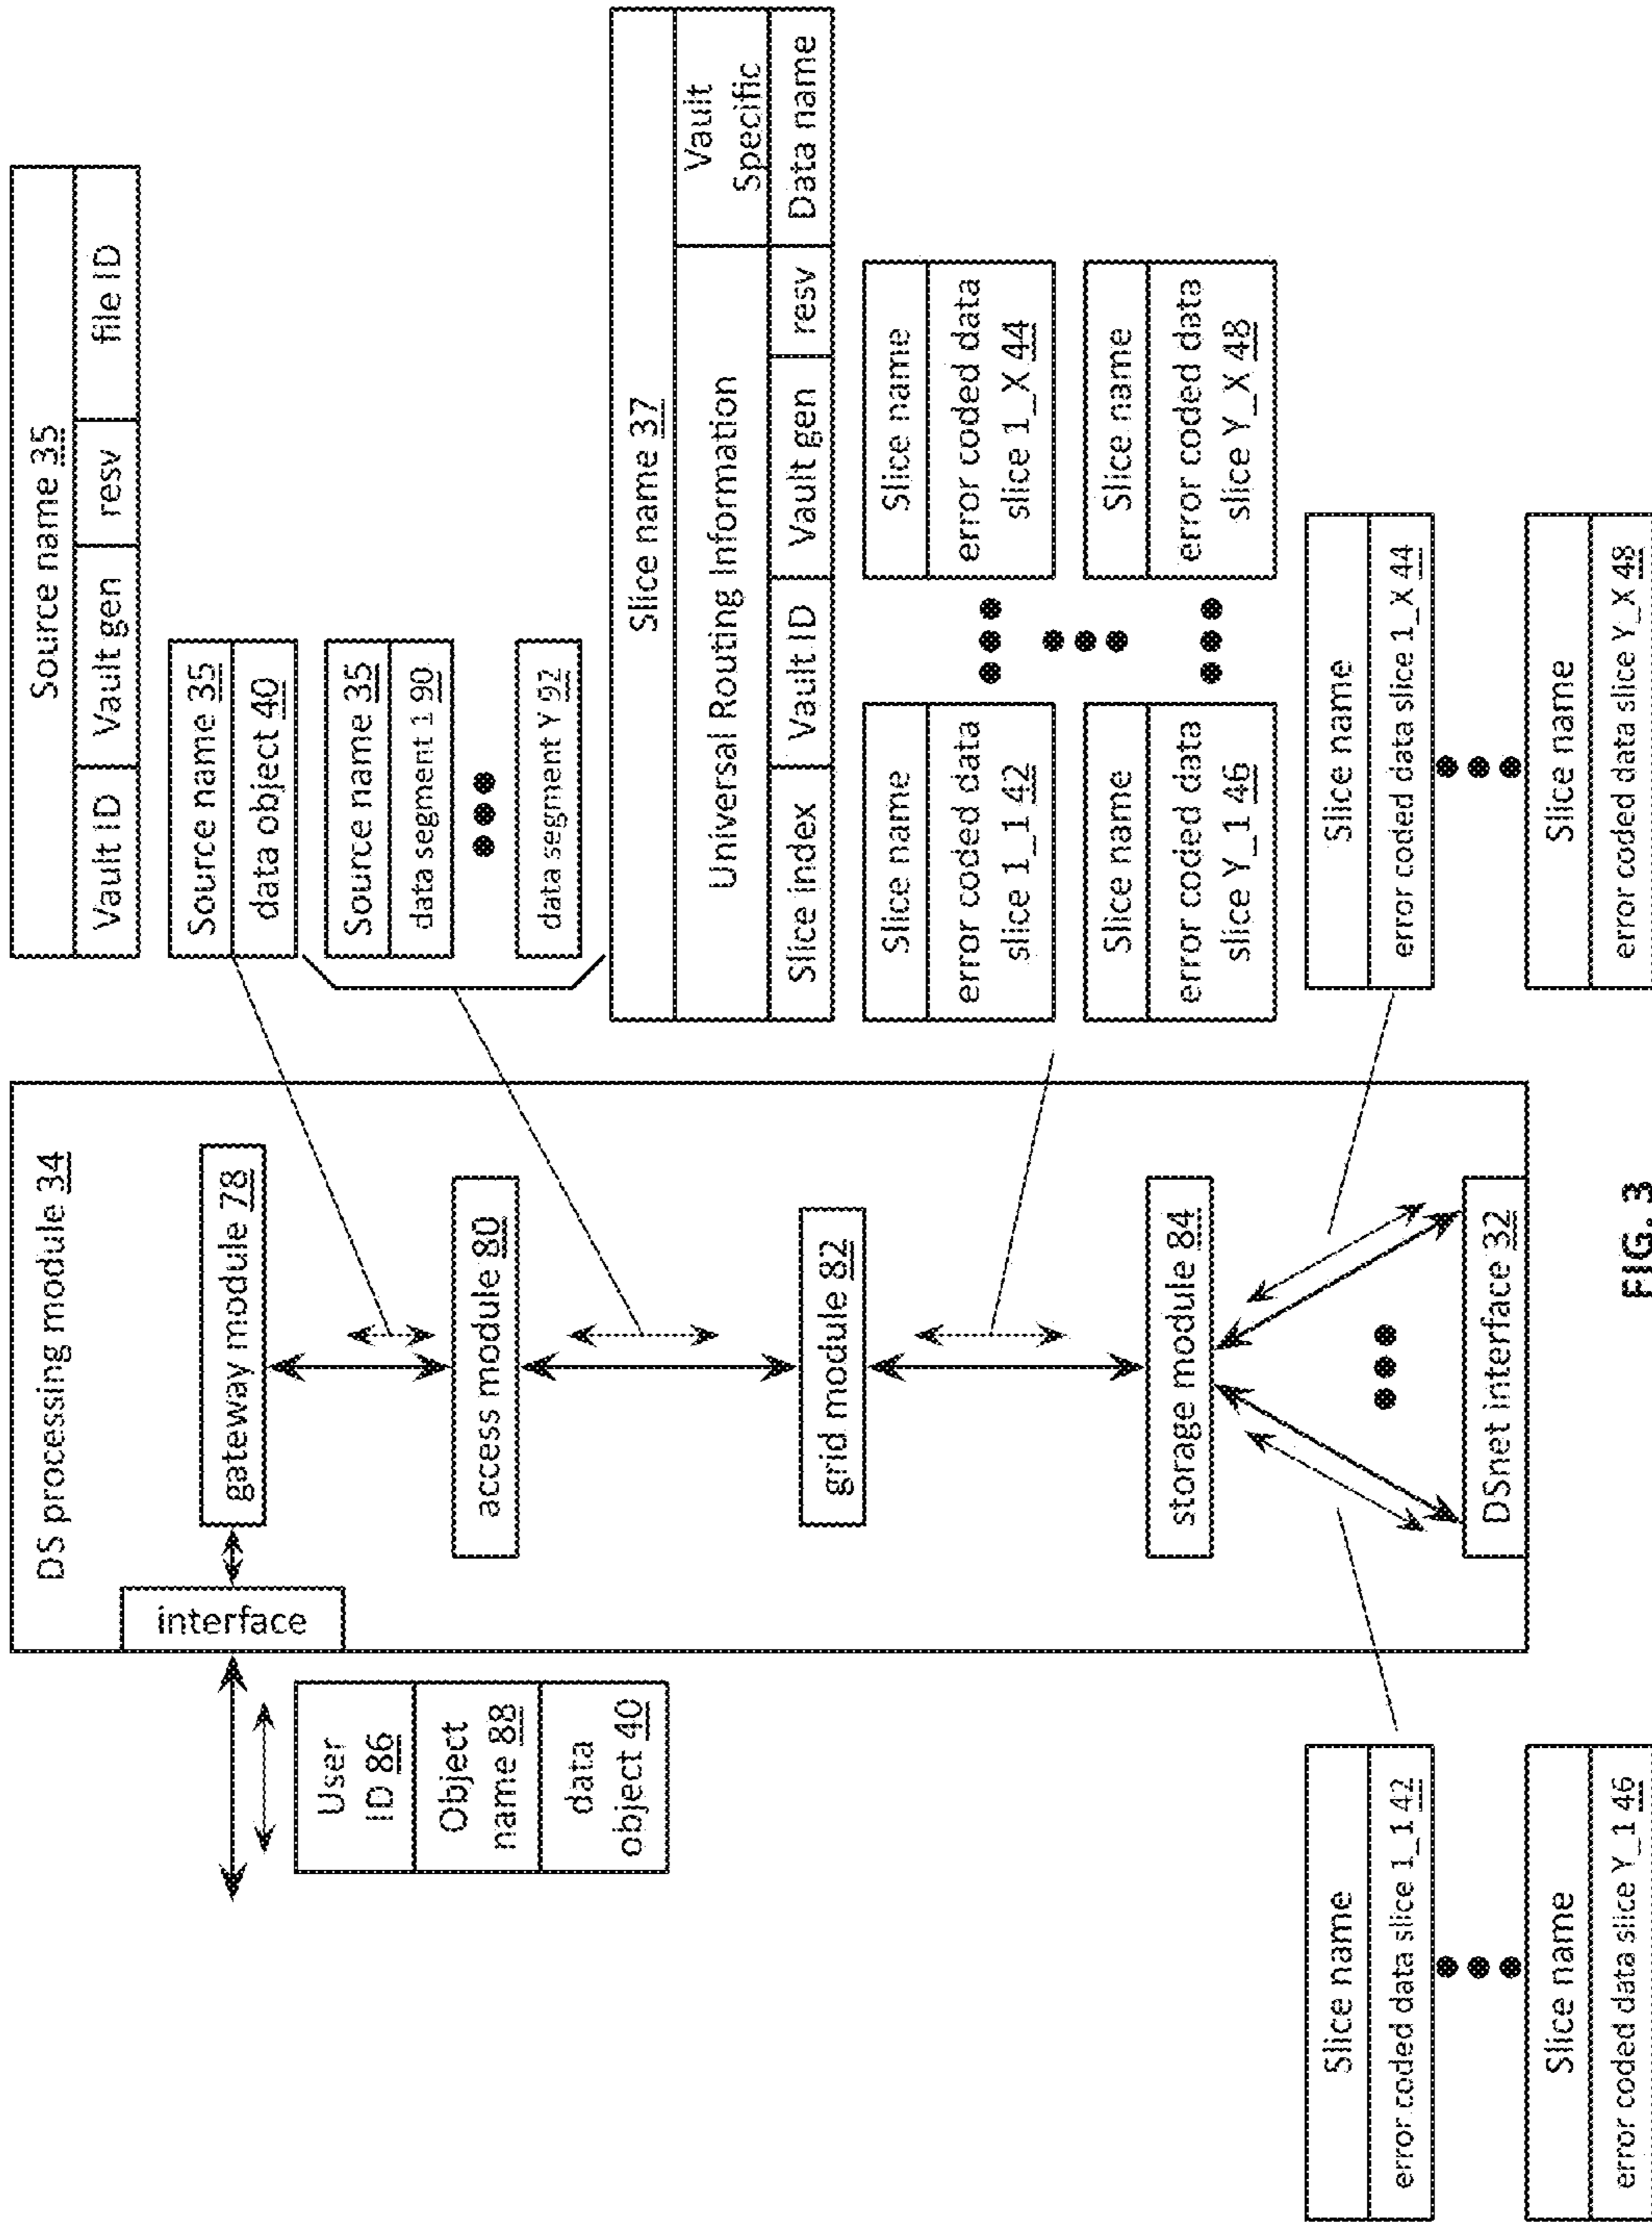 DS processing module 34
interface
gateway module 78
access module 80
grid module 82
storage module 84
DSnet interface 32
User
ID 86
Object
name 88
data
object 40
Source name 35
Vault ID
Vault gen
resv
file ID
Source name 35
data object 40
Source name 35
data segment 1 90
data segment Y 92
Slice name 37
Universal Routing Information
Vault
Specific
Slice index
Vault ID
Vault gen
resv
Data name
Slice name
error coded data
slice 1_1 42
Slice name
error coded data
slice 1_X 44
Slice name
error coded data
slice Y_1 46
Slice name
error coded data
slice Y_X 48
Slice name
error coded data slice 1_1 42
Slice name
error coded data slice Y_1 46
Slice name
error coded data slice 1_X 44
Slice name
error coded data slice Y_X 48
FIG. 3